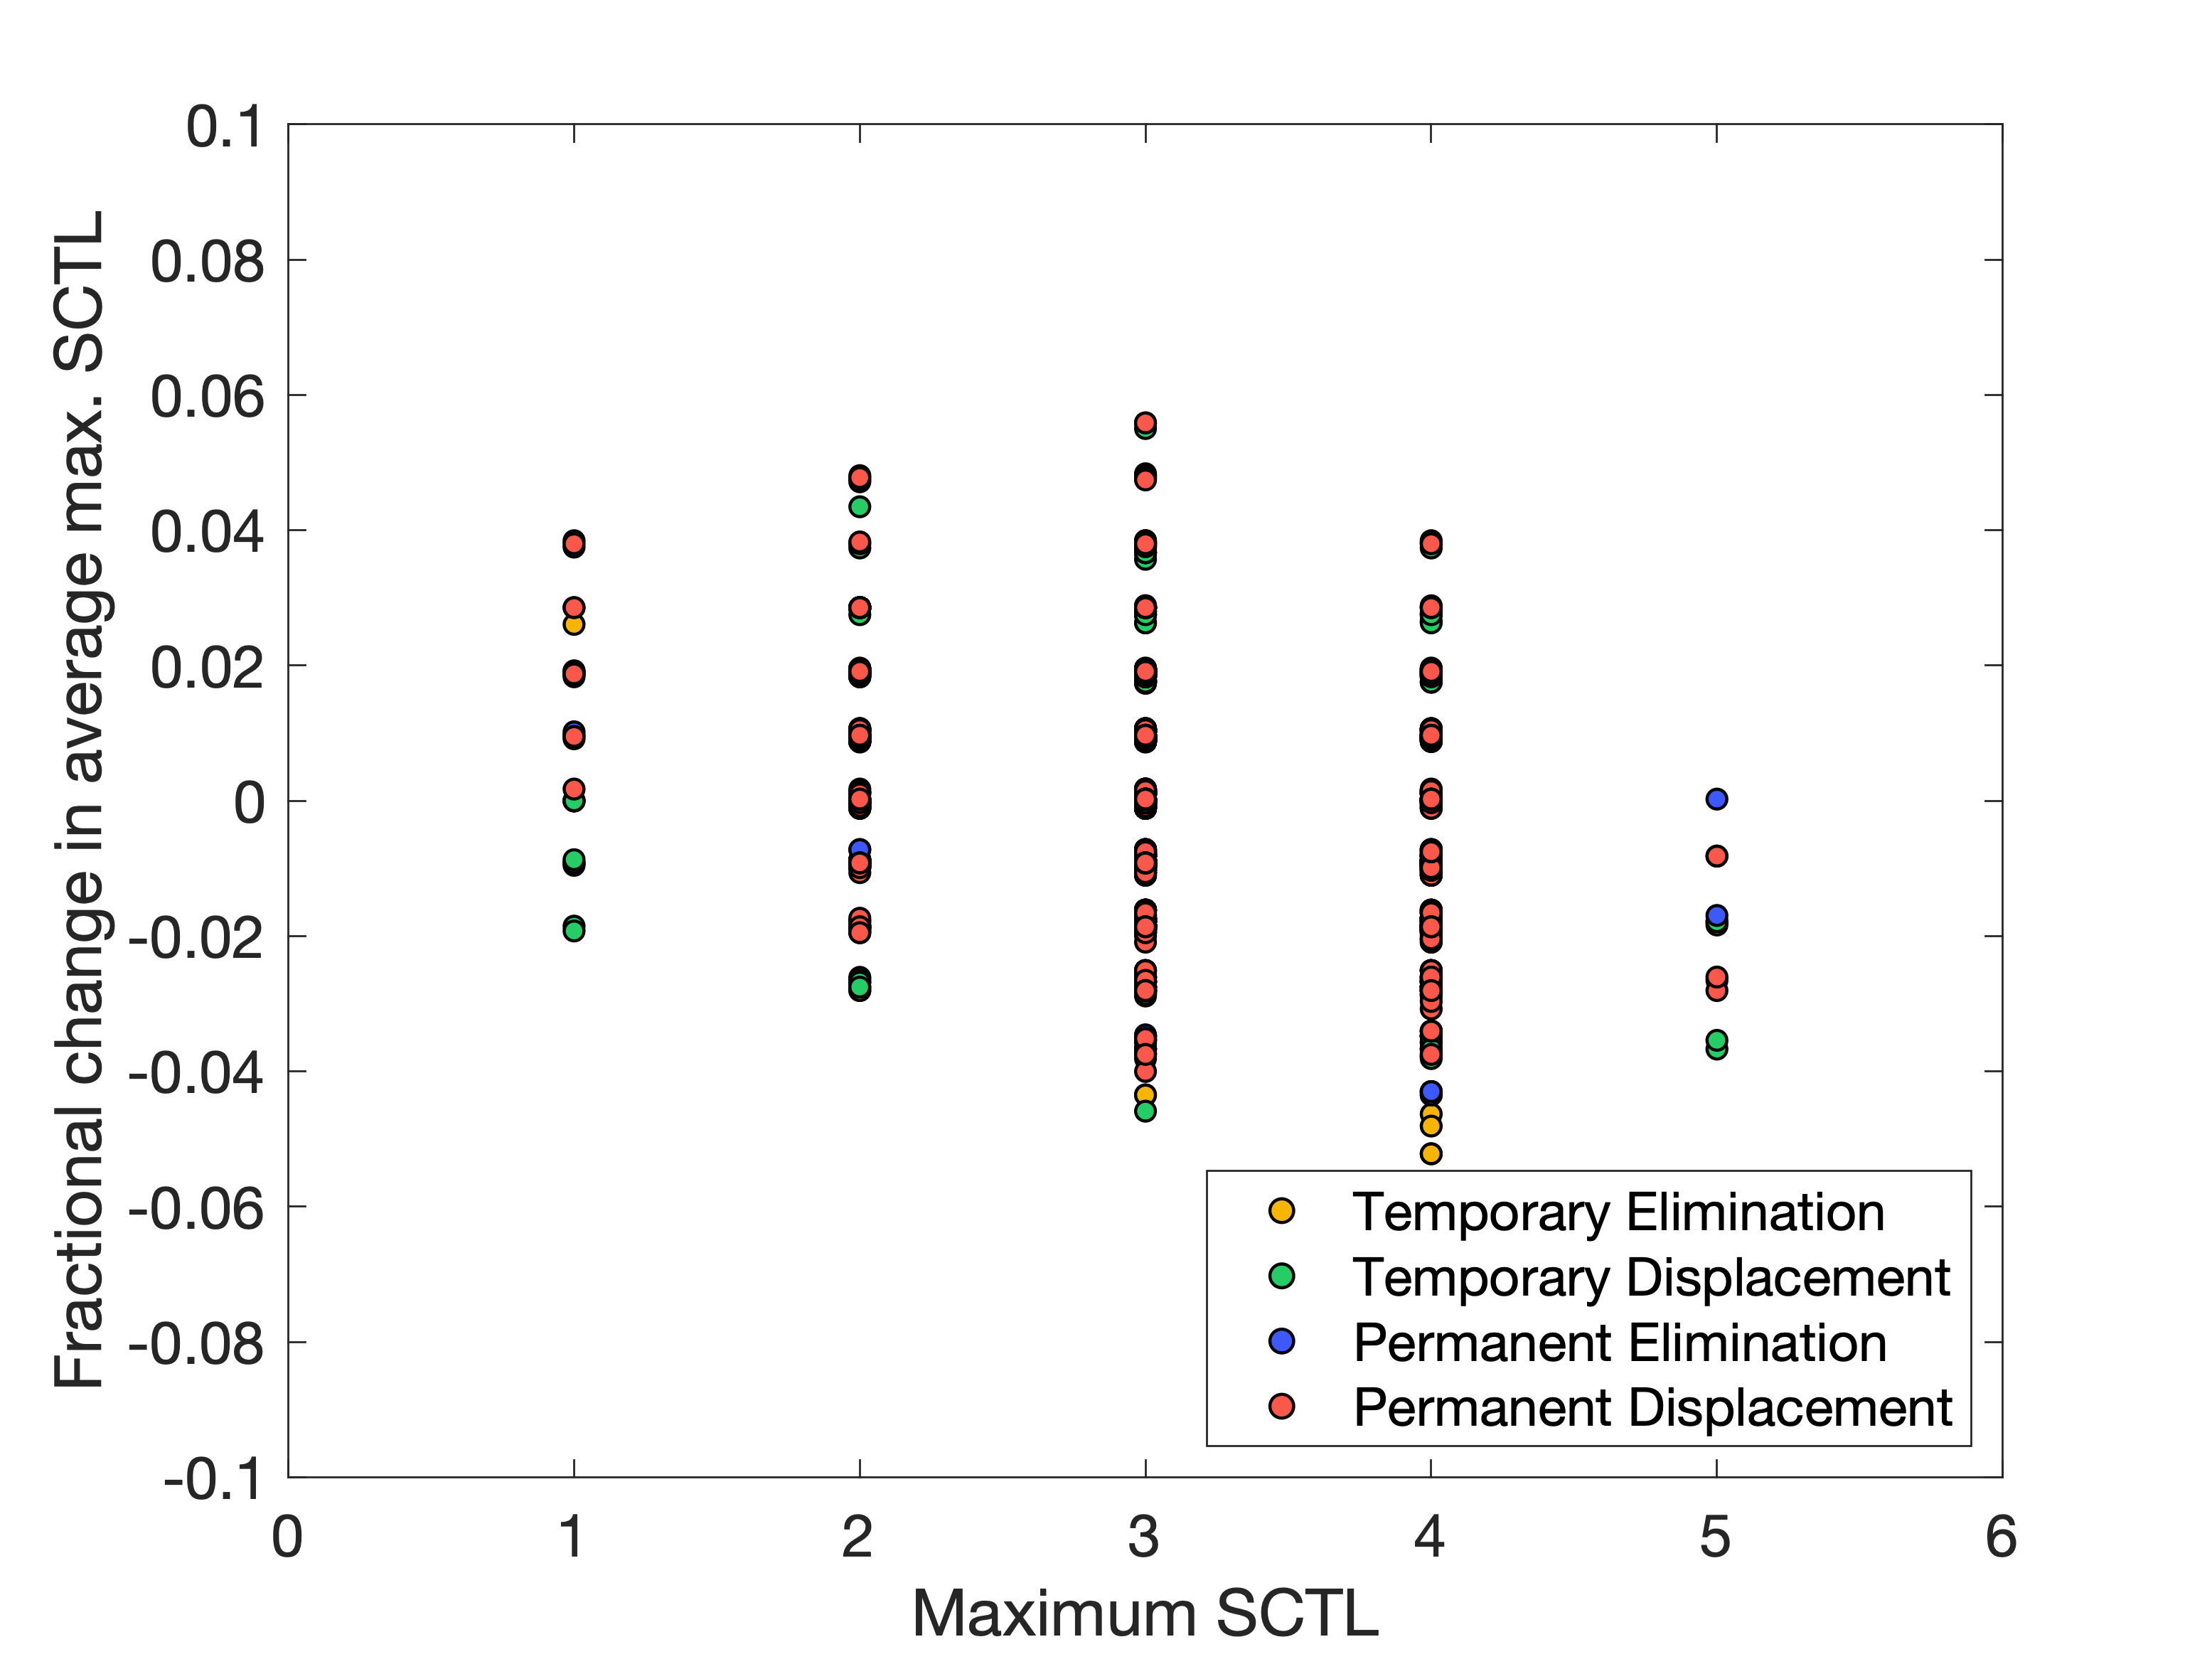 Fractional change in average max. SCTL
0.1
0.08
0.06
0.04
0.02
0
-0.02
-0.04
-0.06
-0.08
-0.1
Temporary Elimination
Temporary Displacement
Permanent Elimination
Permanent Displacement
0 1 2 3 4 5 6
Maximum SCTL